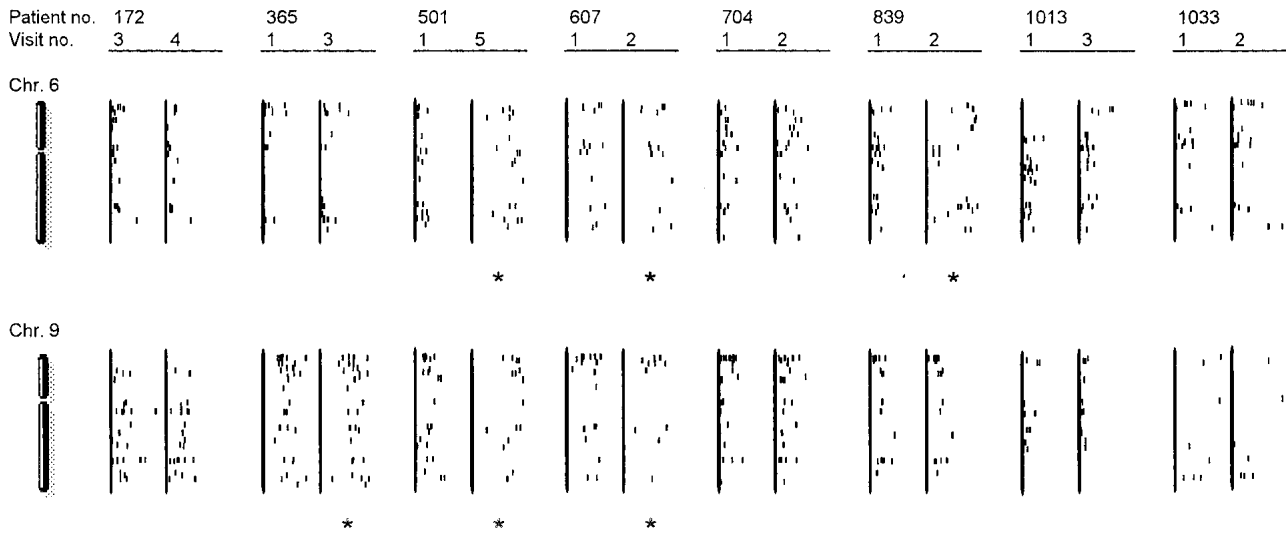 Patient no. 172 365 501 607 704 839 1013 1033
Visit no. 3 4 1 3 1 5 1 2 1 2 1 2 1 3 1 2
Chr. 6
* * *
Chr. 9
* * *